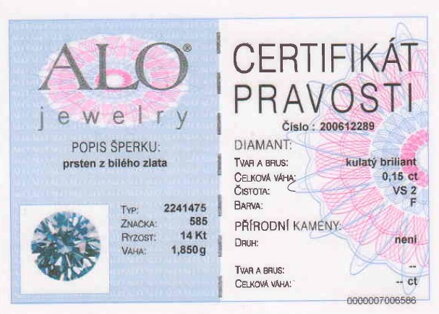 ALO®
jewelry
POPIS ŠPERKU:
prsten z bílého zlata
TYP: 2241475
ZNAČKA: 585
RYZOST: 14 Kt
VÁHA: 1,850g
CERTIFIKÁT
PRAVOSTI
Číslo : 200612289
DIAMANT:
TVAR A BRUS: kulatý briliant
CELKOVÁ VÁHA: 0,15 ct
ČISTOTA: VS 2
BARVA: F
PŘÍRODNÍ KAMENY:
DRUH: není
TVAR A BRUS: --
CELKOVÁ VÁHA: -- ct
0000007006586